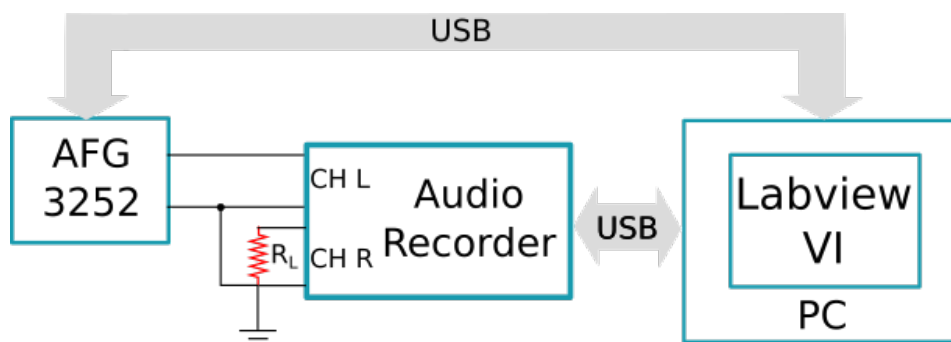 USB
AFG
3252
CH L
Audio
Recorder
RL
CH R
USB
Labview
VI
PC